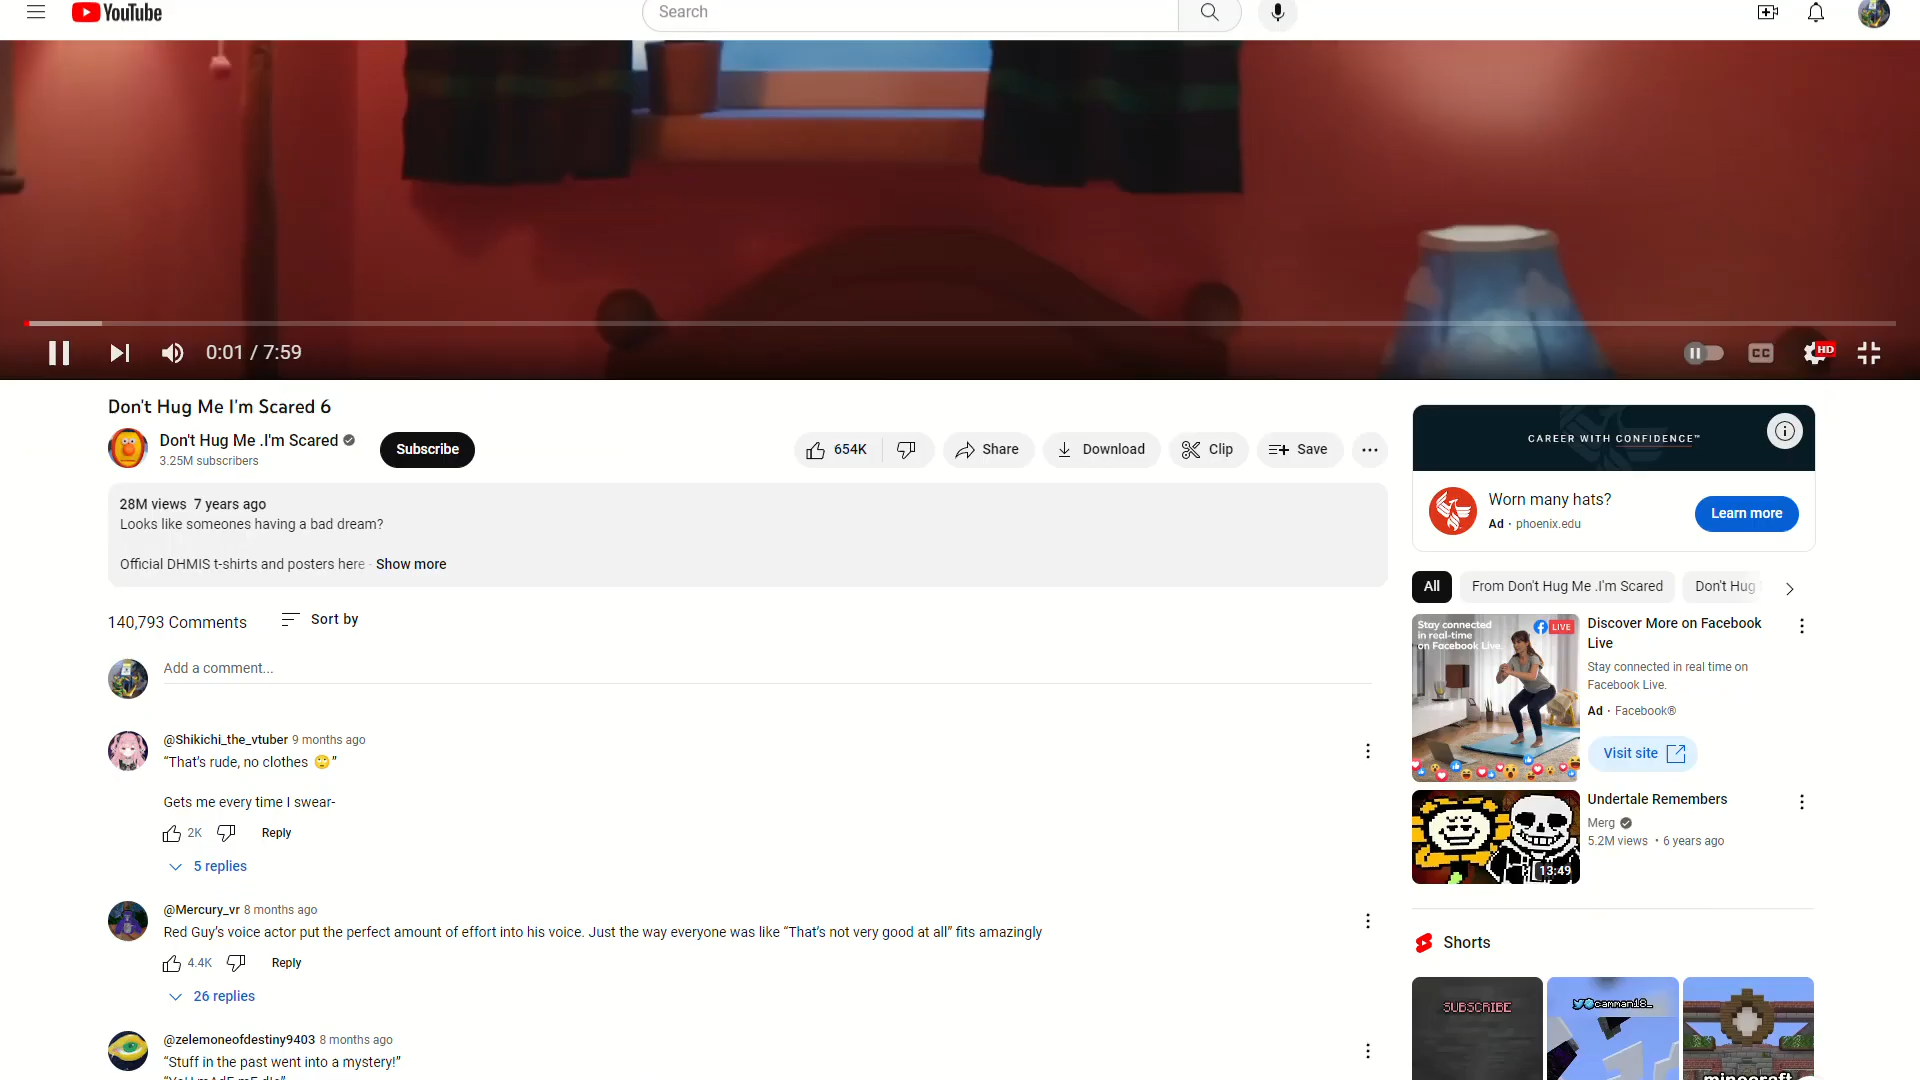 YouTube
Search
0:01 / 7:59
CC
HD
Don't Hug Me I'm Scared 6
Don't Hug Me .I'm Scared
3.25M subscribers
Subscribe
654K
Share
Download
Clip
Save
28M views 7 years ago
Looks like someones having a bad dream?
Official DHMIS t-shirts and posters here - Show more
140,793 Comments
Sort by
Add a comment...
@Shikichi_the_vtuber 9 months ago
“That's rude, no clothes 🙄”
Gets me every time I swear-
2K
Reply
5 replies
@Mercury_vr 8 months ago
Red Guy's voice actor put the perfect amount of effort into his voice. Just the way everyone was like “That's not very good at all” fits amazingly
4.4K
Reply
26 replies
@zelemoneofdestiny9403 8 months ago
“Stuff in the past went into a mystery!”
CAREER WITH CONFIDENCE™
Worn many hats?
Ad · phoenix.edu
Learn more
All
From Don't Hug Me .I'm Scared
Don't Hug
Stay connected
in real-time
on Facebook Live.
LIVE
Discover More on Facebook
Live
Stay connected in real time on
Facebook Live.
Ad · Facebook®
Visit site
13:49
Undertale Remembers
Merg
5.2M views • 6 years ago
Shorts
SUBSCRIBE
camman18_
minecraft